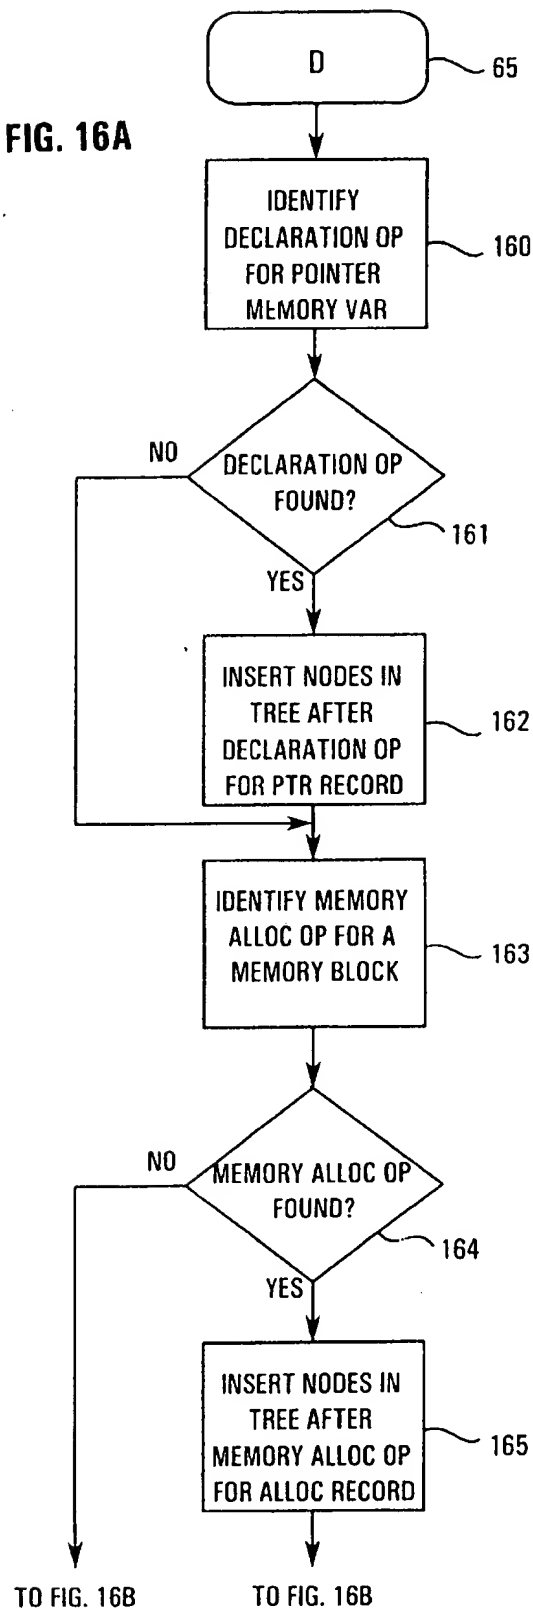 D
65
FIG. 16A
IDENTIFY
DECLARATION OP
FOR POINTER
MEMORY VAR
160
NO
DECLARATION OP
FOUND?
161
YES
INSERT NODES IN
TREE AFTER
DECLARATION OP
FOR PTR RECORD
162
IDENTIFY MEMORY
ALLOC OP FOR A
MEMORY BLOCK
163
NO
MEMORY ALLOC OP
FOUND?
164
YES
INSERT NODES IN
TREE AFTER
MEMORY ALLOC OP
FOR ALLOC RECORD
165
TO FIG. 16B
TO FIG. 16B